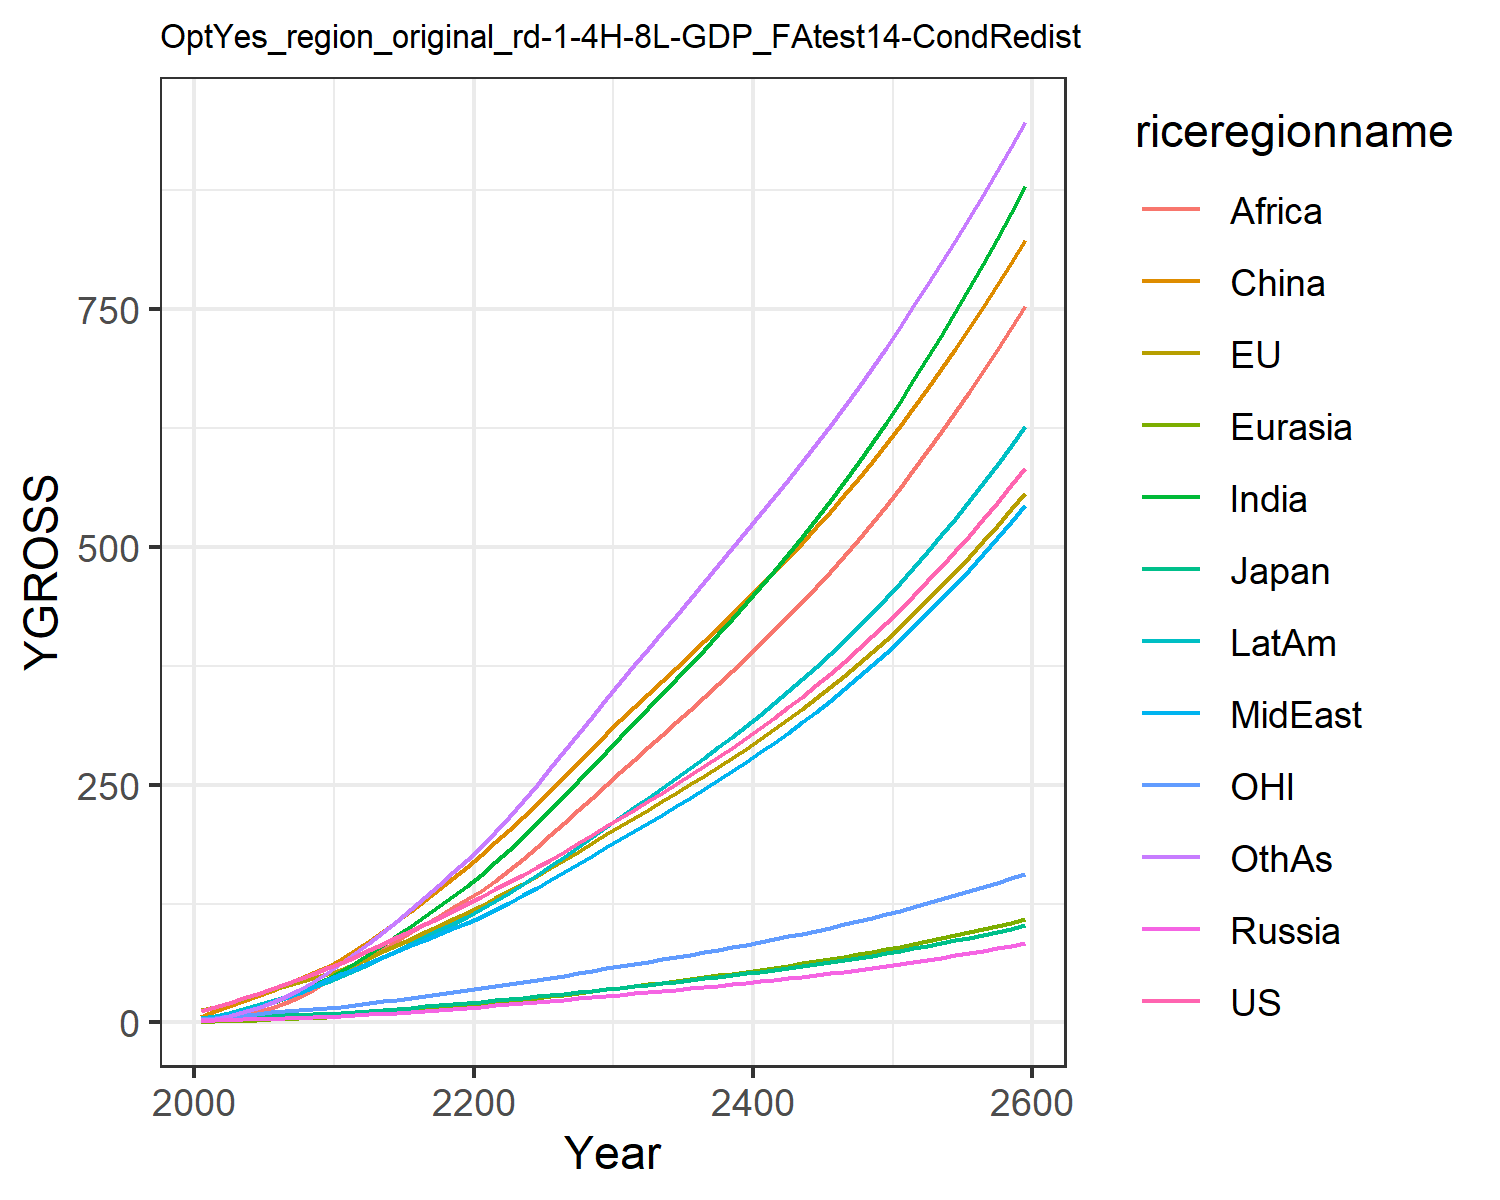 OptYes_region_original_rd-1-4H-8L-GDP_FAtest14-CondRedist
YGROSS
750
500
250
0
2000 2200 2400 2600
Year
riceregionname
Africa
China
EU
Eurasia
India
Japan
LatAm
MidEast
OHI
OthAs
Russia
US